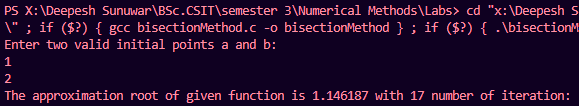 PS X:\Deepesh Sunuwar\BSc.CSIT\semester 3\Numerical Methods\Labs> cd "x:\Deepesh S
\" ; if ($?) { gcc bisectionMethod.c -o bisectionMethod } ; if ($?) { .\bisectionM
Enter two valid initial points a and b:
1
2
The approximation root of given function is 1.146187 with 17 number of iteration: